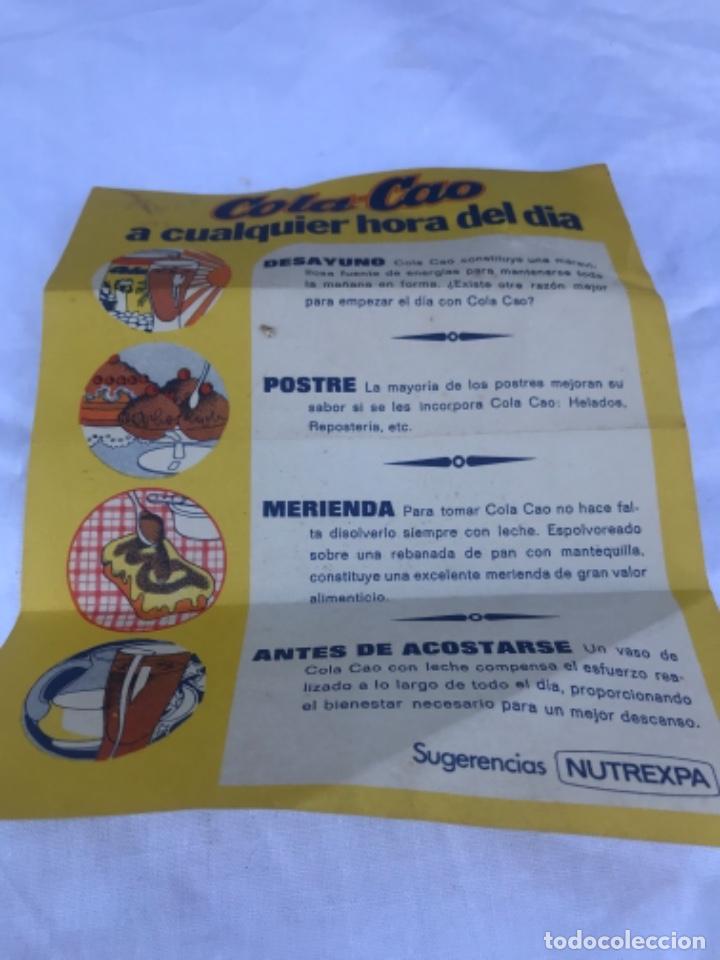 Cola-Cao
a cualquier hora del dia
DESAYUNO Cola Cao constituye una maravi-
llosa fuente de energías para mantenerse toda
la mañana en forma. ¿Existe otra razón mejor
para empezar el día con Cola Cao?
POSTRE La mayoría de los postres mejoran su
sabor si se les incorpora Cola Cao: Helados,
Repostería, etc.
MERIENDA Para tomar Cola Cao no hace fal-
ta disolverlo siempre con leche. Espolvoreado
sobre una rebanada de pan con mantequilla,
constituye una excelente merienda de gran valor
alimenticio.
ANTES DE ACOSTARSE Un vaso de
Cola Cao con leche compensa el esfuerzo rea-
lizado a lo largo de todo el día, proporcionando
el bienestar necesario para un mejor descanso.
Sugerencias NUTREXPA
todocoleccion
todocoleccion.net